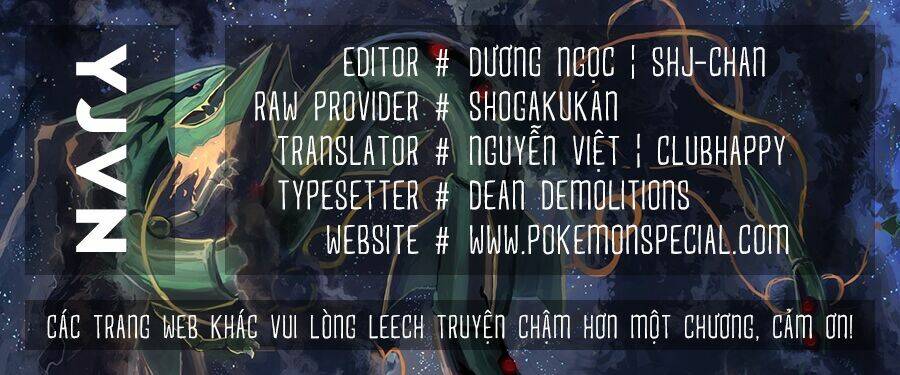 YJVN
EDITOR # DƯƠNG NGỌC ¦ SHJ-CHAN
RAW PROVIDER # SHOGAKUKAN
TRANSLATOR # NGUYỄN VIỆT ¦ CLUBHAPPY
TYPESETTER # DEAN DEMOLITIONS
WEBSITE # WWW.POKEMONSPECIAL.COM
CÁC TRANG WEB KHÁC VUI LÒNG LEECH TRUYỆN CHẬM HƠN MỘT CHƯƠNG, CẢM ƠN!